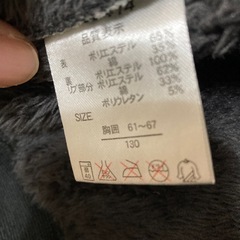 品質表示
表 ポリエステル 65%
綿 35%
裏 ポリエステル 100%
リブ部分 ポリエステル 62%
綿 33%
ポリウレタン 5%
SIZE
胸囲 61~67
130